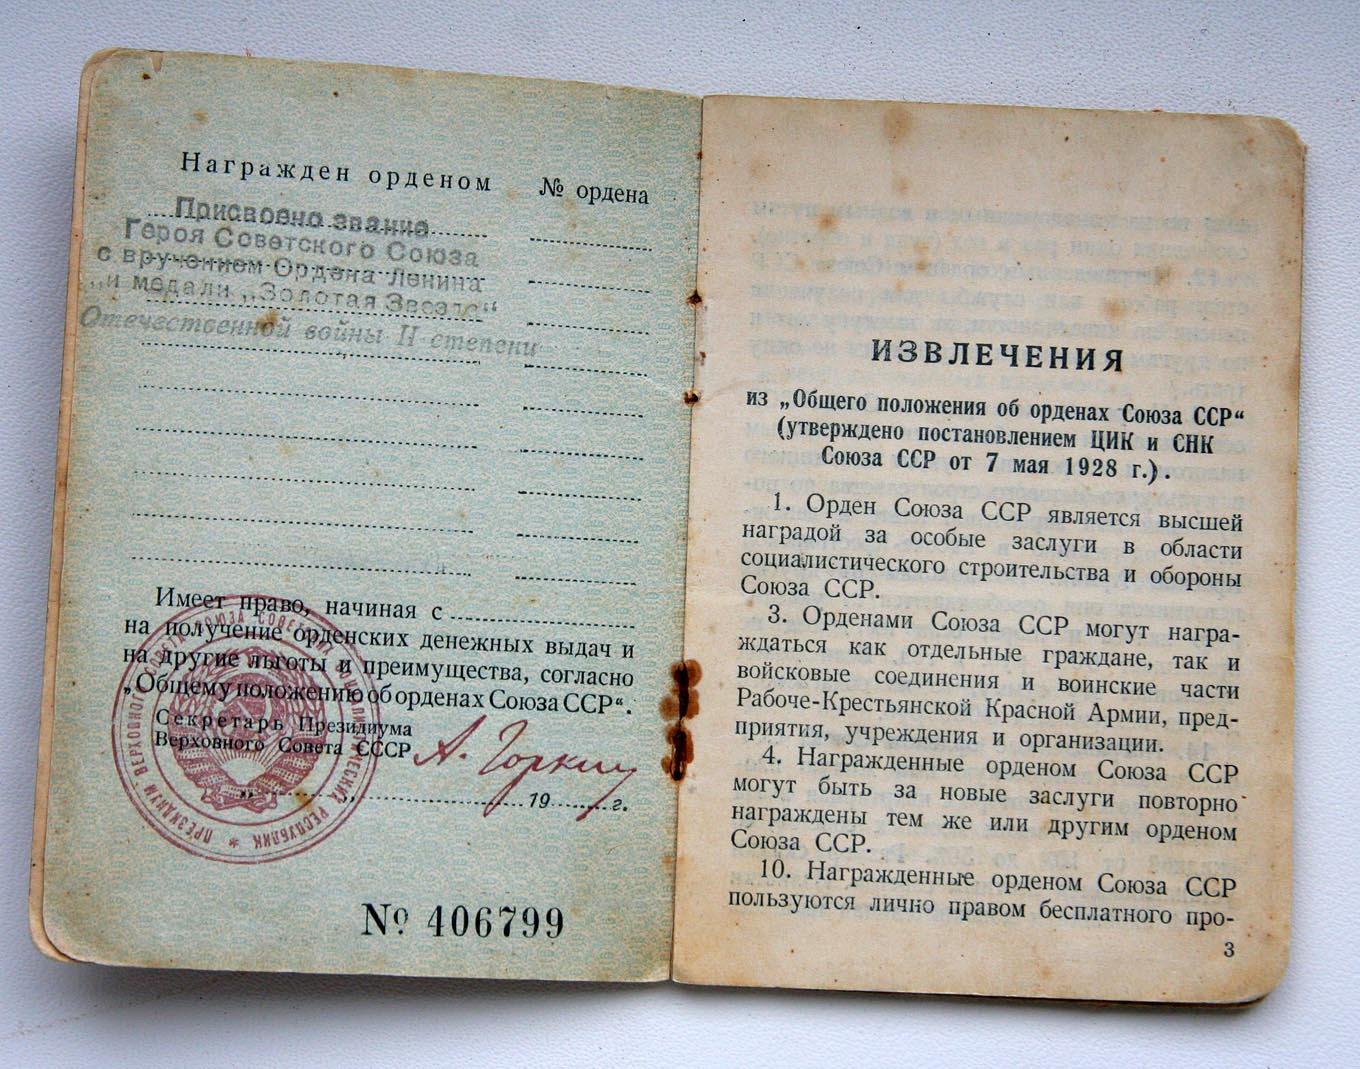 Награжден орденом № ордена
Присвоено звание
Героя Советского Союза
с вручением Ордена Ленина
„и медали „Золотая Звезда“
Отечественной войны II степени
Имеет право, начиная с
на получение орденских денежных выдач и
на другие льготы и преимущества, согласно
„Общему положению об орденах Союза ССР“.
Секретарь Президиума
Верховного Совета СССР А. Горкин
„ “ 19 г.
ПРЕЗИДИУМ ВЕРХОВНОГО СОВЕТА СОЮЗА СОВЕТСКИХ СОЦИАЛИСТИЧЕСКИХ РЕСПУБЛИК *
№ 406799
ИЗВЛЕЧЕНИЯ
из „Общего положения об орденах Союза ССР“
(утверждено постановлением ЦИК и СНК
Союза ССР от 7 мая 1928 г.).
1. Орден Союза ССР является высшей
наградой за особые заслуги в области
социалистического строительства и обороны
Союза ССР.
3. Орденами Союза ССР могут награ-
ждаться как отдельные граждане, так и
войсковые соединения и воинские части
Рабоче-Крестьянской Красной Армии, пред-
приятия, учреждения и организации.
4. Награжденные орденом Союза ССР
могут быть за новые заслуги повторно
награждены тем же или другим орденом
Союза ССР.
10. Награжденные орденом Союза ССР
пользуются лично правом бесплатного про-
3